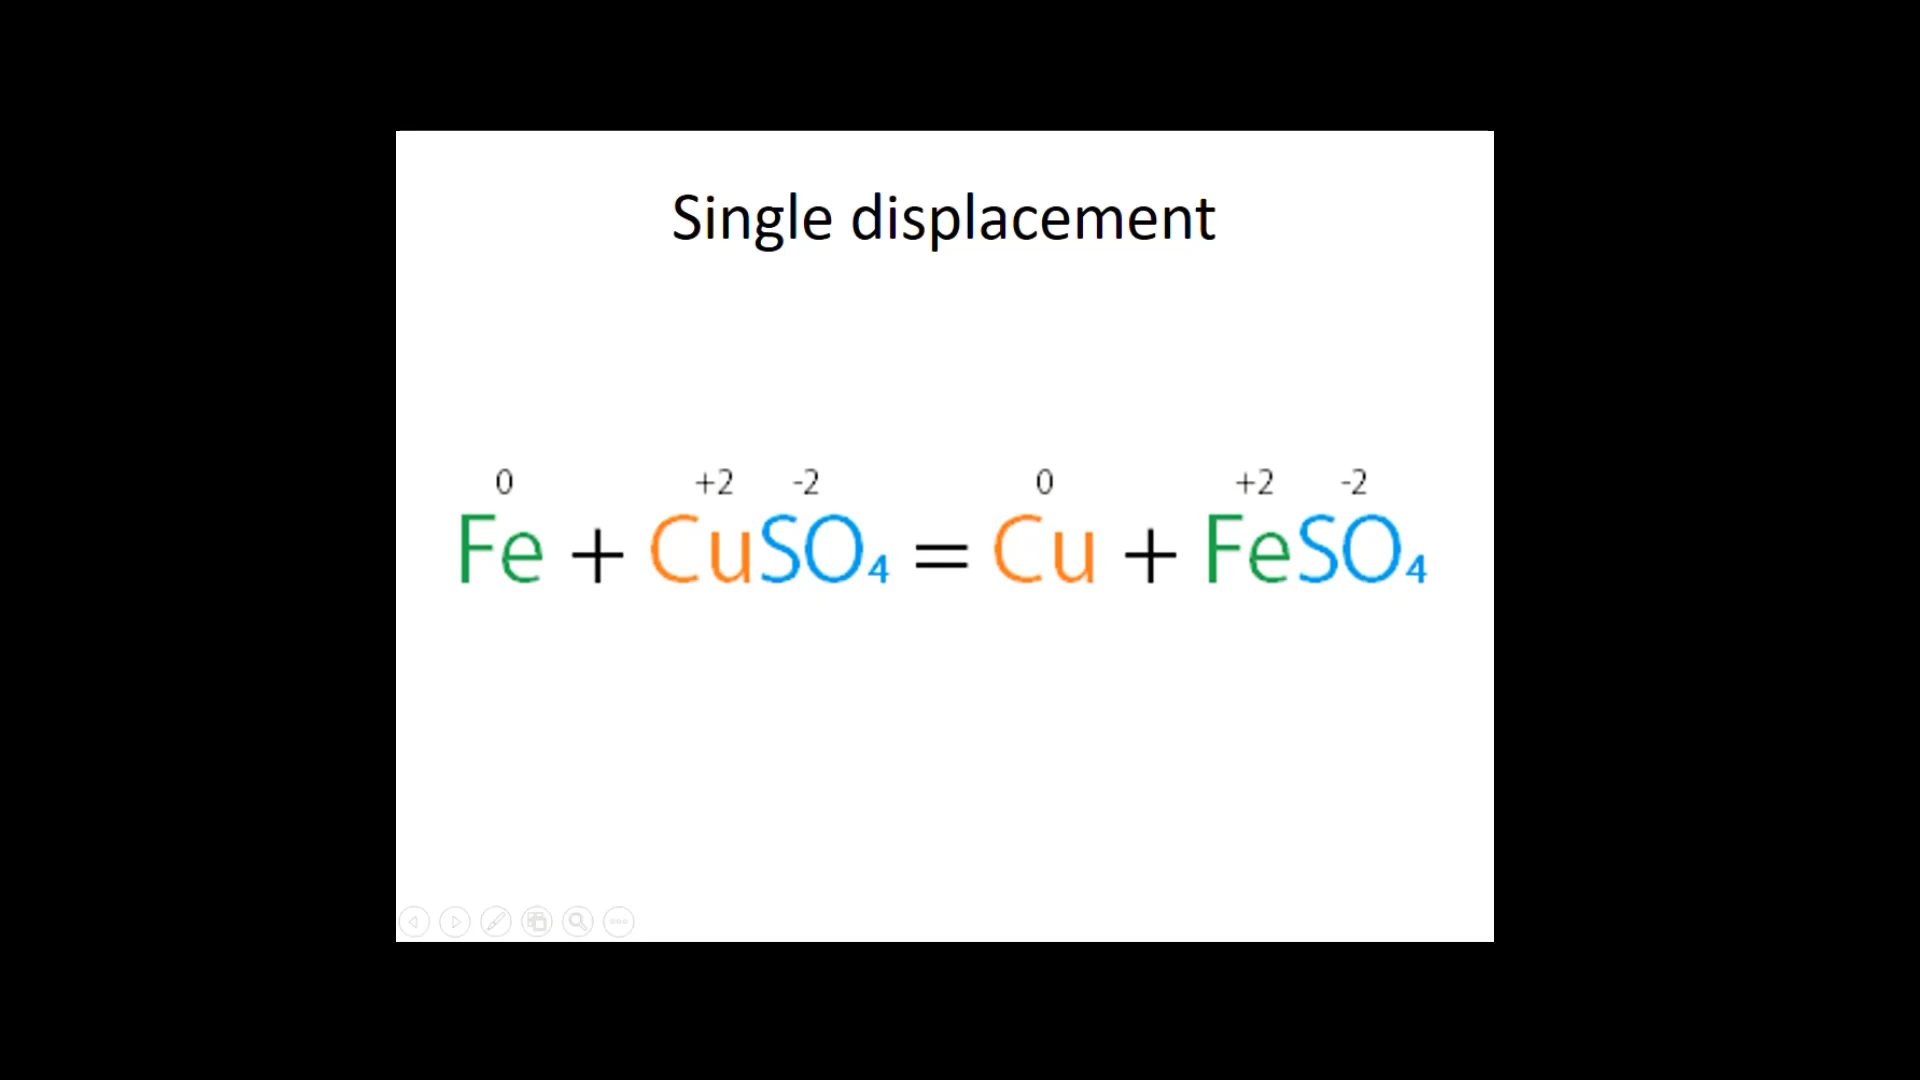 Single displacement
0 +2 -2 0 +2 -2
Fe + CuSO₄ = Cu + FeSO₄